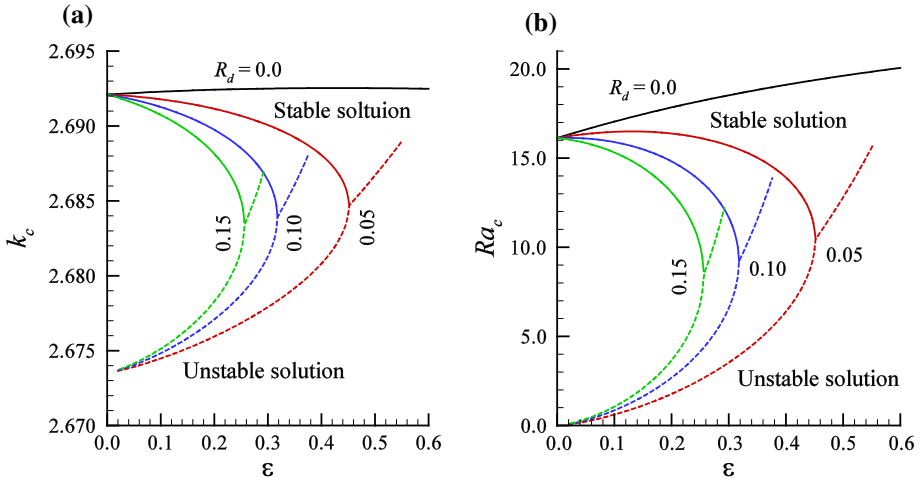 (a)
2.695
2.690
2.685
2.680
2.675
2.670
k_c
R_d = 0.0
Stable soltuion
0.15
0.10
0.05
Unstable solution
0.0 0.1 0.2 0.3 0.4 0.5 0.6
ε
(b)
20.0
16.0
15.0
10.0
5.0
0.0
Ra_c
R_d = 0.0
Stable solution
0.15
0.10
0.05
Unstable solution
0.0 0.1 0.2 0.3 0.4 0.5 0.6
ε